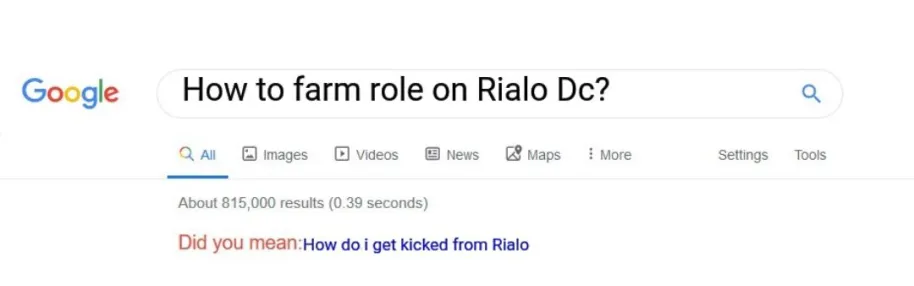 Google How to farm role on Rialo Dc?
All Images Videos News Maps More Settings Tools
About 815,000 results (0.39 seconds)
Did you mean:How do i get kicked from Rialo